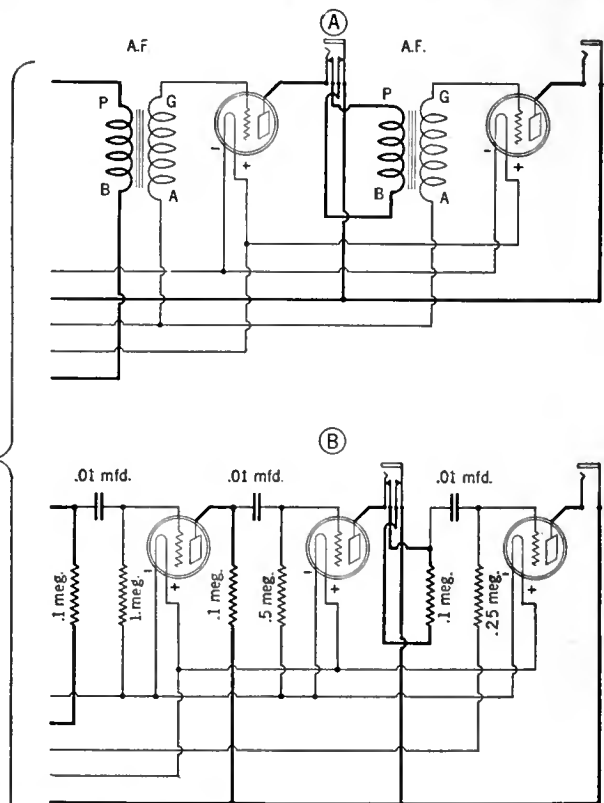 A.F
A
A.F.
P
G
P
G
-
+
-
+
B
A
B
A
B
.01 mfd.
.01 mfd.
.01 mfd.
.1 meg.
1. meg.
-
+
.1 meg.
.5 meg.
-
+
.1 meg.
.25 meg.
-
+